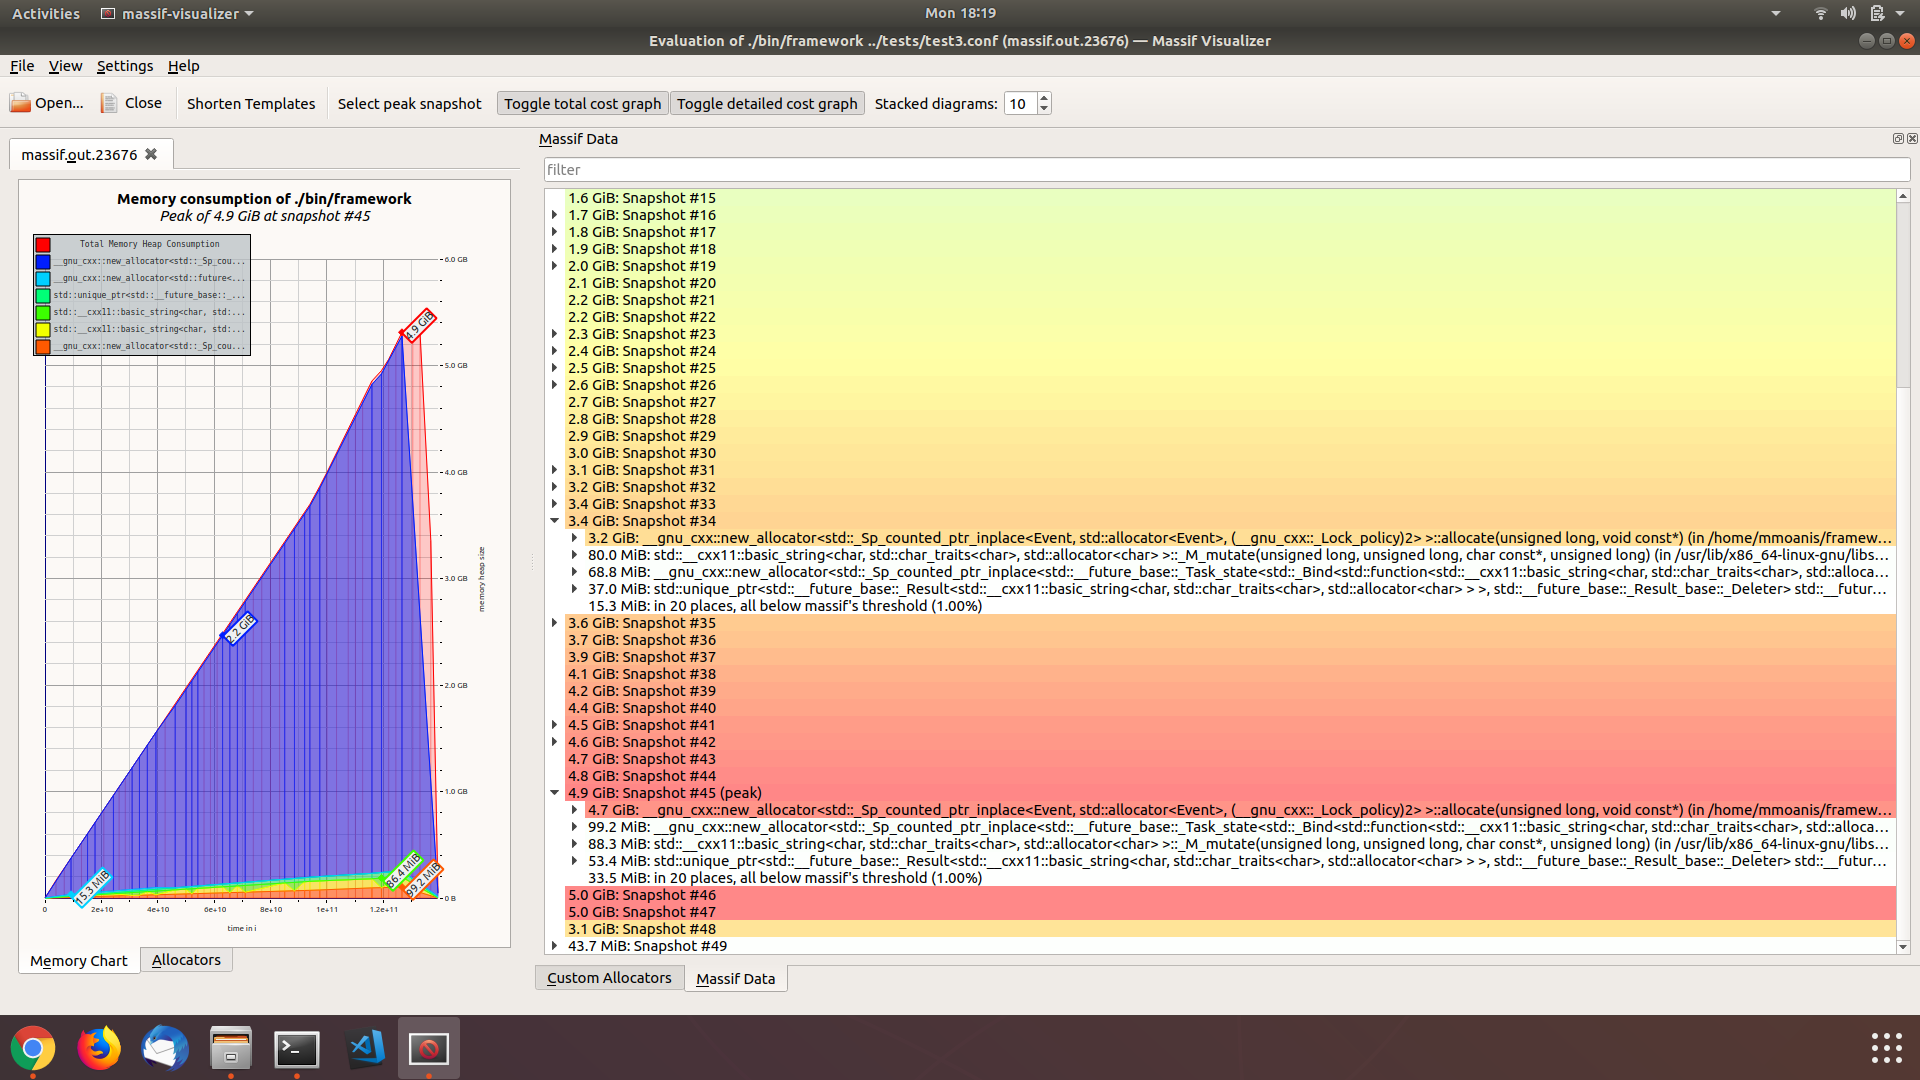 Activities massif-visualizer Mon 18:19
Evaluation of ./bin/framework ../tests/test3.conf (massif.out.23676) — Massif Visualizer
File View Settings Help
Open... Close Shorten Templates Select peak snapshot Toggle total cost graph Toggle detailed cost graph Stacked diagrams: 10
massif.out.23676
Memory consumption of ./bin/framework
Peak of 4.9 GiB at snapshot #45
Total Memory Heap Consumption
__gnu_cxx::new_allocator<std::_Sp_cou...
__gnu_cxx::new_allocator<std::future<...
std::unique_ptr<std::__future_base::_...
std::__cxx11::basic_string<char, std:...
std::__cxx11::basic_string<char, std:...
__gnu_cxx::new_allocator<std::_Sp_cou...
6.0 GB
5.0 GB
4.0 GB
3.0 GB
2.0 GB
1.0 GB
0 B
memory heap size
4.9 GiB
2.2 GiB
15.3 MiB
86.4 MiB
99.2 MiB
0 2e+10 4e+10 6e+10 8e+10 1e+11 1.2e+11
time in i
Memory Chart Allocators
Massif Data
filter
1.6 GiB: Snapshot #15
1.7 GiB: Snapshot #16
1.8 GiB: Snapshot #17
1.9 GiB: Snapshot #18
2.0 GiB: Snapshot #19
2.1 GiB: Snapshot #20
2.2 GiB: Snapshot #21
2.2 GiB: Snapshot #22
2.3 GiB: Snapshot #23
2.4 GiB: Snapshot #24
2.5 GiB: Snapshot #25
2.6 GiB: Snapshot #26
2.7 GiB: Snapshot #27
2.8 GiB: Snapshot #28
2.9 GiB: Snapshot #29
3.0 GiB: Snapshot #30
3.1 GiB: Snapshot #31
3.2 GiB: Snapshot #32
3.4 GiB: Snapshot #33
3.4 GiB: Snapshot #34
3.2 GiB: __gnu_cxx::new_allocator<std::_Sp_counted_ptr_inplace<Event, std::allocator<Event>, (__gnu_cxx::_Lock_policy)2> >::allocate(unsigned long, void const*) (in /home/mmoanis/framew...
80.0 MiB: std::__cxx11::basic_string<char, std::char_traits<char>, std::allocator<char> >::_M_mutate(unsigned long, unsigned long, char const*, unsigned long) (in /usr/lib/x86_64-linux-gnu/libs...
68.8 MiB: __gnu_cxx::new_allocator<std::_Sp_counted_ptr_inplace<std::__future_base::_Task_state<std::_Bind<std::function<std::__cxx11::basic_string<char, std::char_traits<char>, std::alloca...
37.0 MiB: std::unique_ptr<std::__future_base::_Result<std::__cxx11::basic_string<char, std::char_traits<char>, std::allocator<char> > >, std::__future_base::_Result_base::_Deleter> std::__futur...
15.3 MiB: in 20 places, all below massif's threshold (1.00%)
3.6 GiB: Snapshot #35
3.7 GiB: Snapshot #36
3.9 GiB: Snapshot #37
4.1 GiB: Snapshot #38
4.2 GiB: Snapshot #39
4.4 GiB: Snapshot #40
4.5 GiB: Snapshot #41
4.6 GiB: Snapshot #42
4.7 GiB: Snapshot #43
4.8 GiB: Snapshot #44
4.9 GiB: Snapshot #45 (peak)
4.7 GiB: __gnu_cxx::new_allocator<std::_Sp_counted_ptr_inplace<Event, std::allocator<Event>, (__gnu_cxx::_Lock_policy)2> >::allocate(unsigned long, void const*) (in /home/mmoanis/framew...
99.2 MiB: __gnu_cxx::new_allocator<std::_Sp_counted_ptr_inplace<std::__future_base::_Task_state<std::_Bind<std::function<std::__cxx11::basic_string<char, std::char_traits<char>, std::alloca...
88.3 MiB: std::__cxx11::basic_string<char, std::char_traits<char>, std::allocator<char> >::_M_mutate(unsigned long, unsigned long, char const*, unsigned long) (in /usr/lib/x86_64-linux-gnu/libs...
53.4 MiB: std::unique_ptr<std::__future_base::_Result<std::__cxx11::basic_string<char, std::char_traits<char>, std::allocator<char> > >, std::__future_base::_Result_base::_Deleter> std::__futur...
33.5 MiB: in 20 places, all below massif's threshold (1.00%)
5.0 GiB: Snapshot #46
5.0 GiB: Snapshot #47
3.1 GiB: Snapshot #48
43.7 MiB: Snapshot #49
Custom Allocators Massif Data